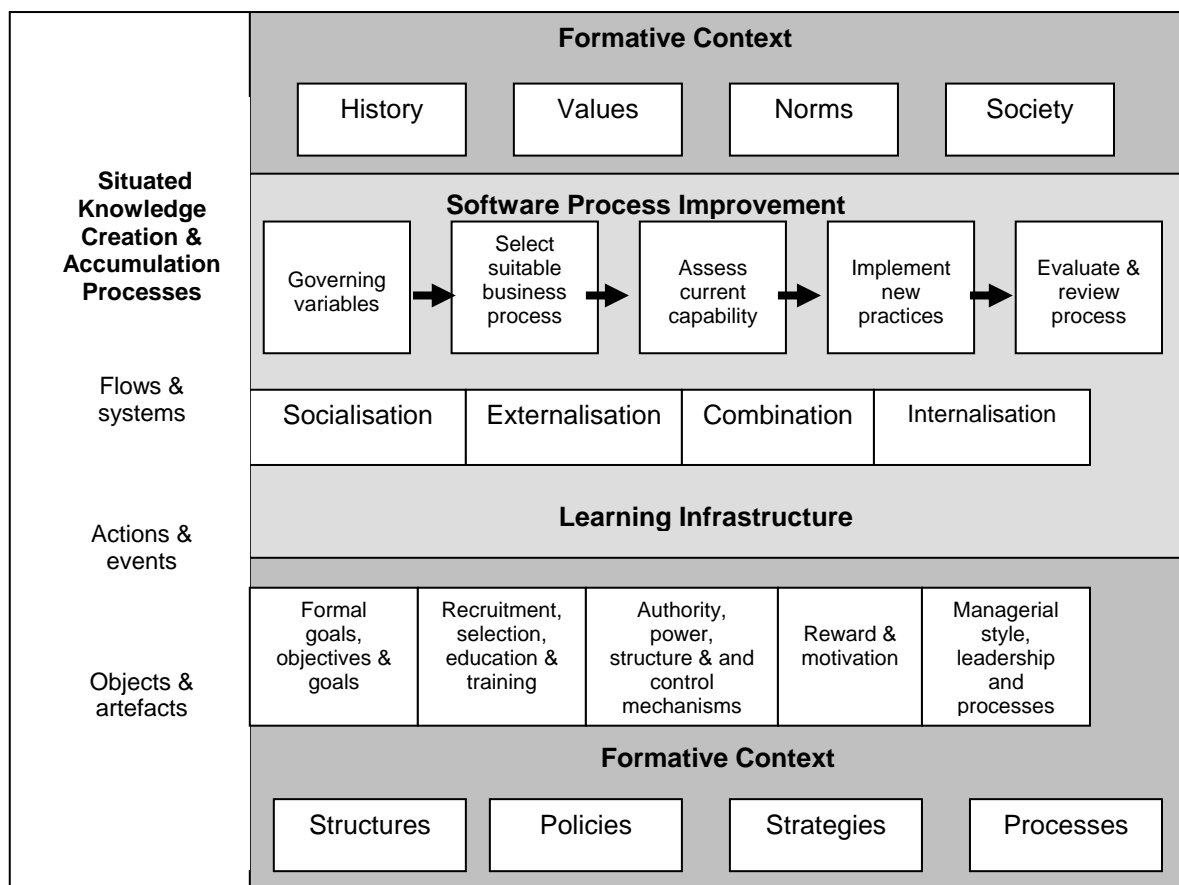 Formative Context
History
Values
Norms
Society
Situated
Knowledge
Creation &
Accumulation
Processes
Software Process Improvement
Governing
variables
Select
suitable
business
process
Assess
current
capability
Implement
new
practices
Evaluate &
review
process
Flows &
systems
Socialisation
Externalisation
Combination
Internalisation
Actions &
events
Learning Infrastructure
Objects &
artefacts
Formal
goals,
objectives &
goals
Recruitment,
selection,
education &
training
Authority,
power,
structure & and
control
mechanisms
Reward &
motivation
Managerial
style,
leadership
and
processes
Formative Context
Structures
Policies
Strategies
Processes